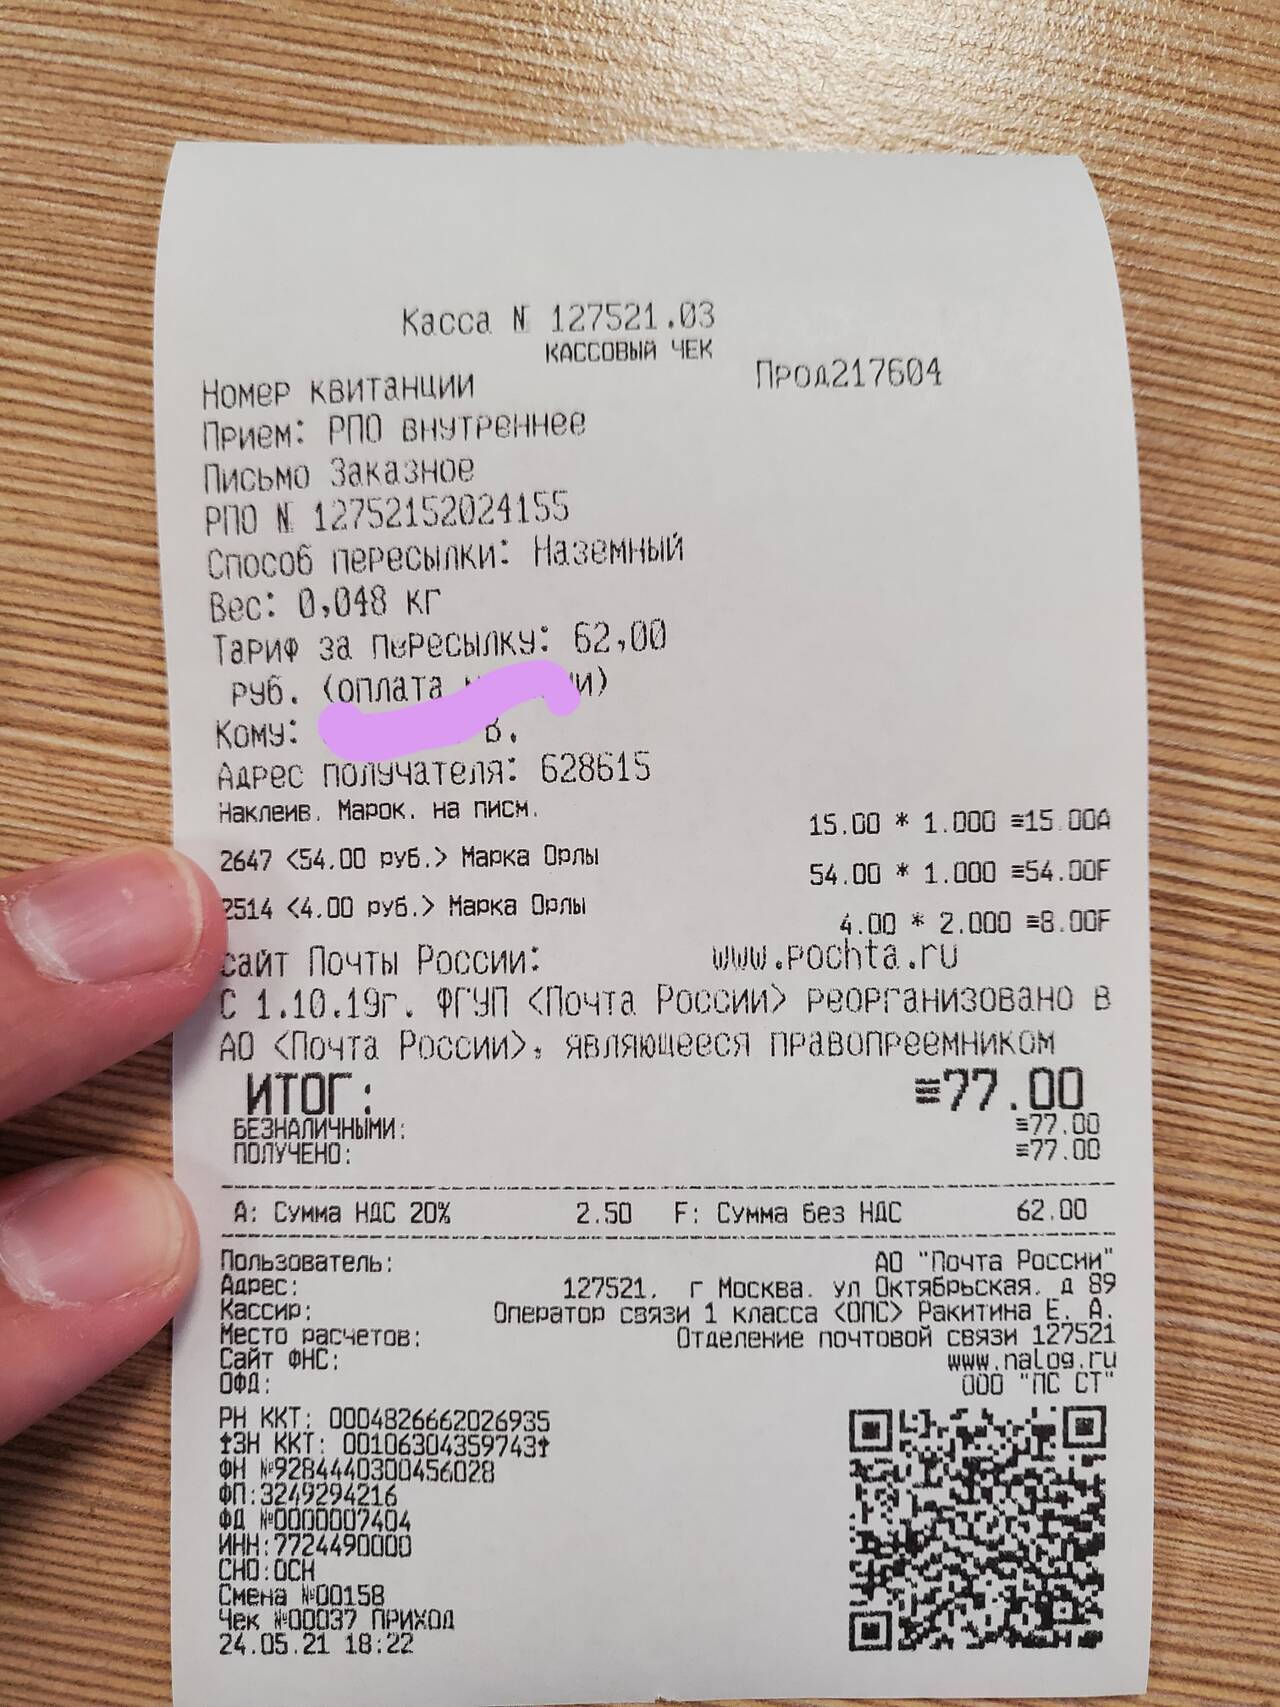 Касса № 127521.03
КАССОВЫЙ ЧЕК
Номер квитанции Прод217604
Прием: РПО внутреннее
Письмо Заказное
РПО № 12752152024155
Способ пересылки: Наземный
Вес: 0,048 кг
Тариф за пересылку: 62,00
руб. (оплата
Кому: В.
Адрес получателя: 628615
Наклеив. Марок. на писм.
15.00 * 1.000 ≡15.00А
2647 <54.00 руб.> Марка Орлы
54.00 * 1.000 ≡54.00F
2514 <4.00 руб.> Марка Орлы
4.00 * 2.000 ≡8.00F
сайт Почты России: www.pochta.ru
С 1.10.19г. ФГУП <Почта России> реорганизовано в
АО <Почта России>, являющееся правопреемником
ИТОГ: ≡77.00
БЕЗНАЛИЧНЫМИ: ≡77.00
ПОЛУЧЕНО: ≡77.00
А: Сумма НДС 20% 2.50 F: Сумма без НДС 62.00
Пользователь: АО "Почта России"
Адрес: 127521, г Москва. ул Октябрьская, д 89
Кассир: Оператор связи 1 класса <ОПС> Ракитина Е. А.
Место расчетов: Отделение почтовой связи 127521
Сайт ФНС: www.nalog.ru
ОФД: ООО "ПС СТ"
РН ККТ: 0004826662026935
ЗН ККТ: 00106304359743
ФН №9284440300456028
ФП:3249294216
ФД №0000007404
ИНН:7724490000
СНО:ОСН
Смена №00158
Чек №00037 ПРИХОД
24.05.21 18:22